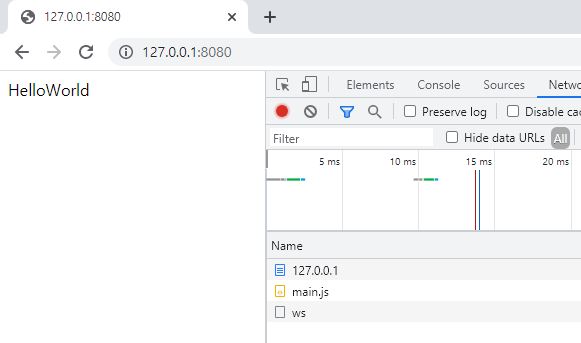 127.0.0.1:8080
127.0.0.1:8080
HelloWorld
Elements Console Sources Netwo
Preserve log Disable cac
Filter Hide data URLs All
5 ms 10 ms 15 ms 20 ms
Name
127.0.0.1
main.js
ws